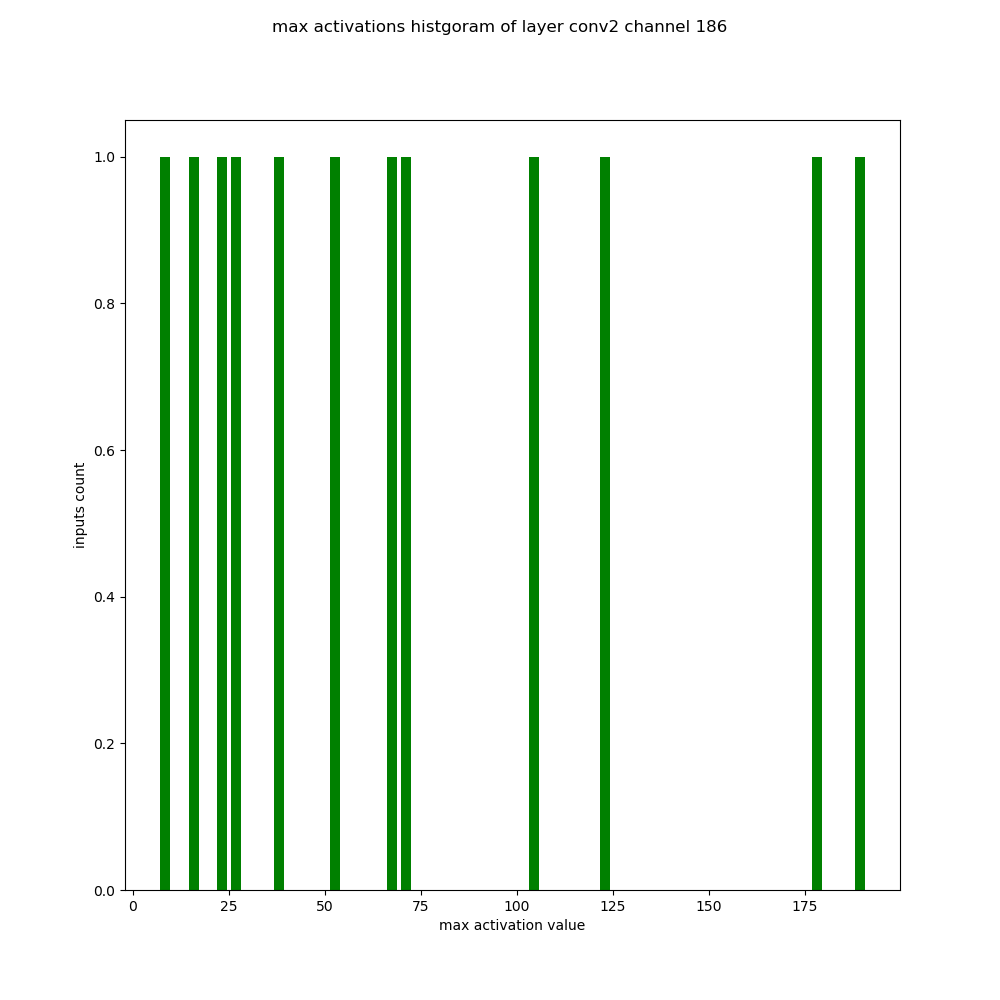 max activations histgoram of layer conv2 channel 186
1.0
0.8
0.6
0.4
0.2
0.0
inputs count
0 25 50 75 100 125 150 175
max activation value